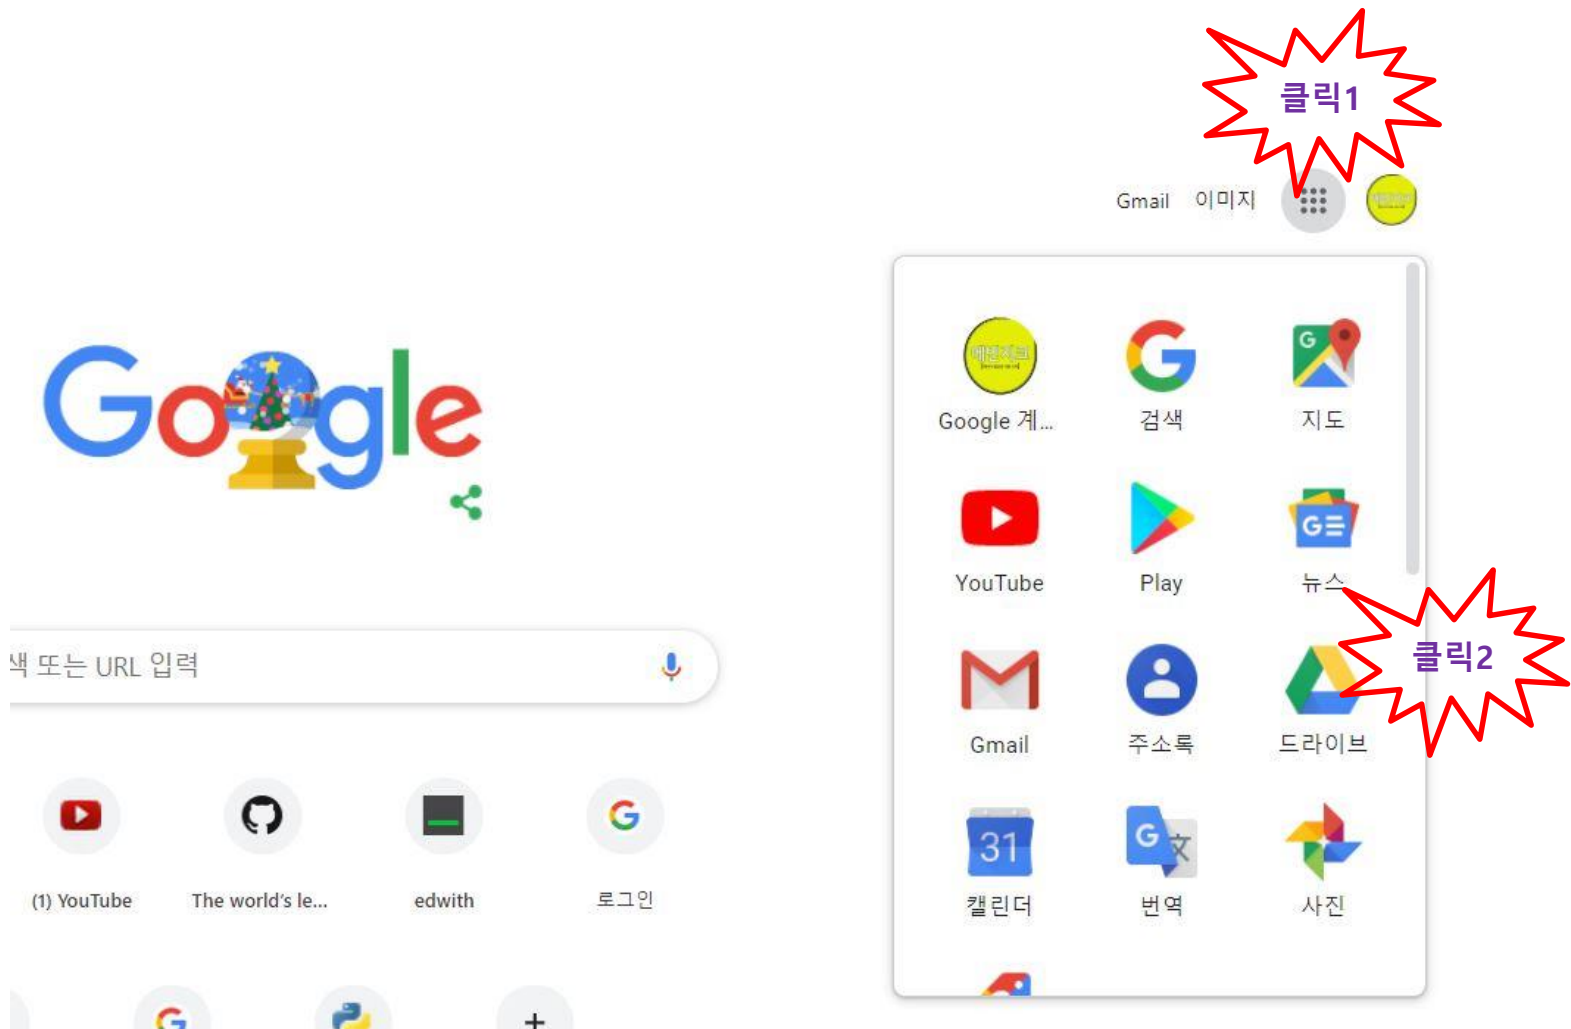 클릭1
Gmail 이미지
Google
Google 계...
검색
지도
YouTube
Play
뉴스
색 또는 URL 입력
클릭2
Gmail
주소록
드라이브
31
캘린더
번역
사진
(1) YouTube
The world's le...
edwith
로그인